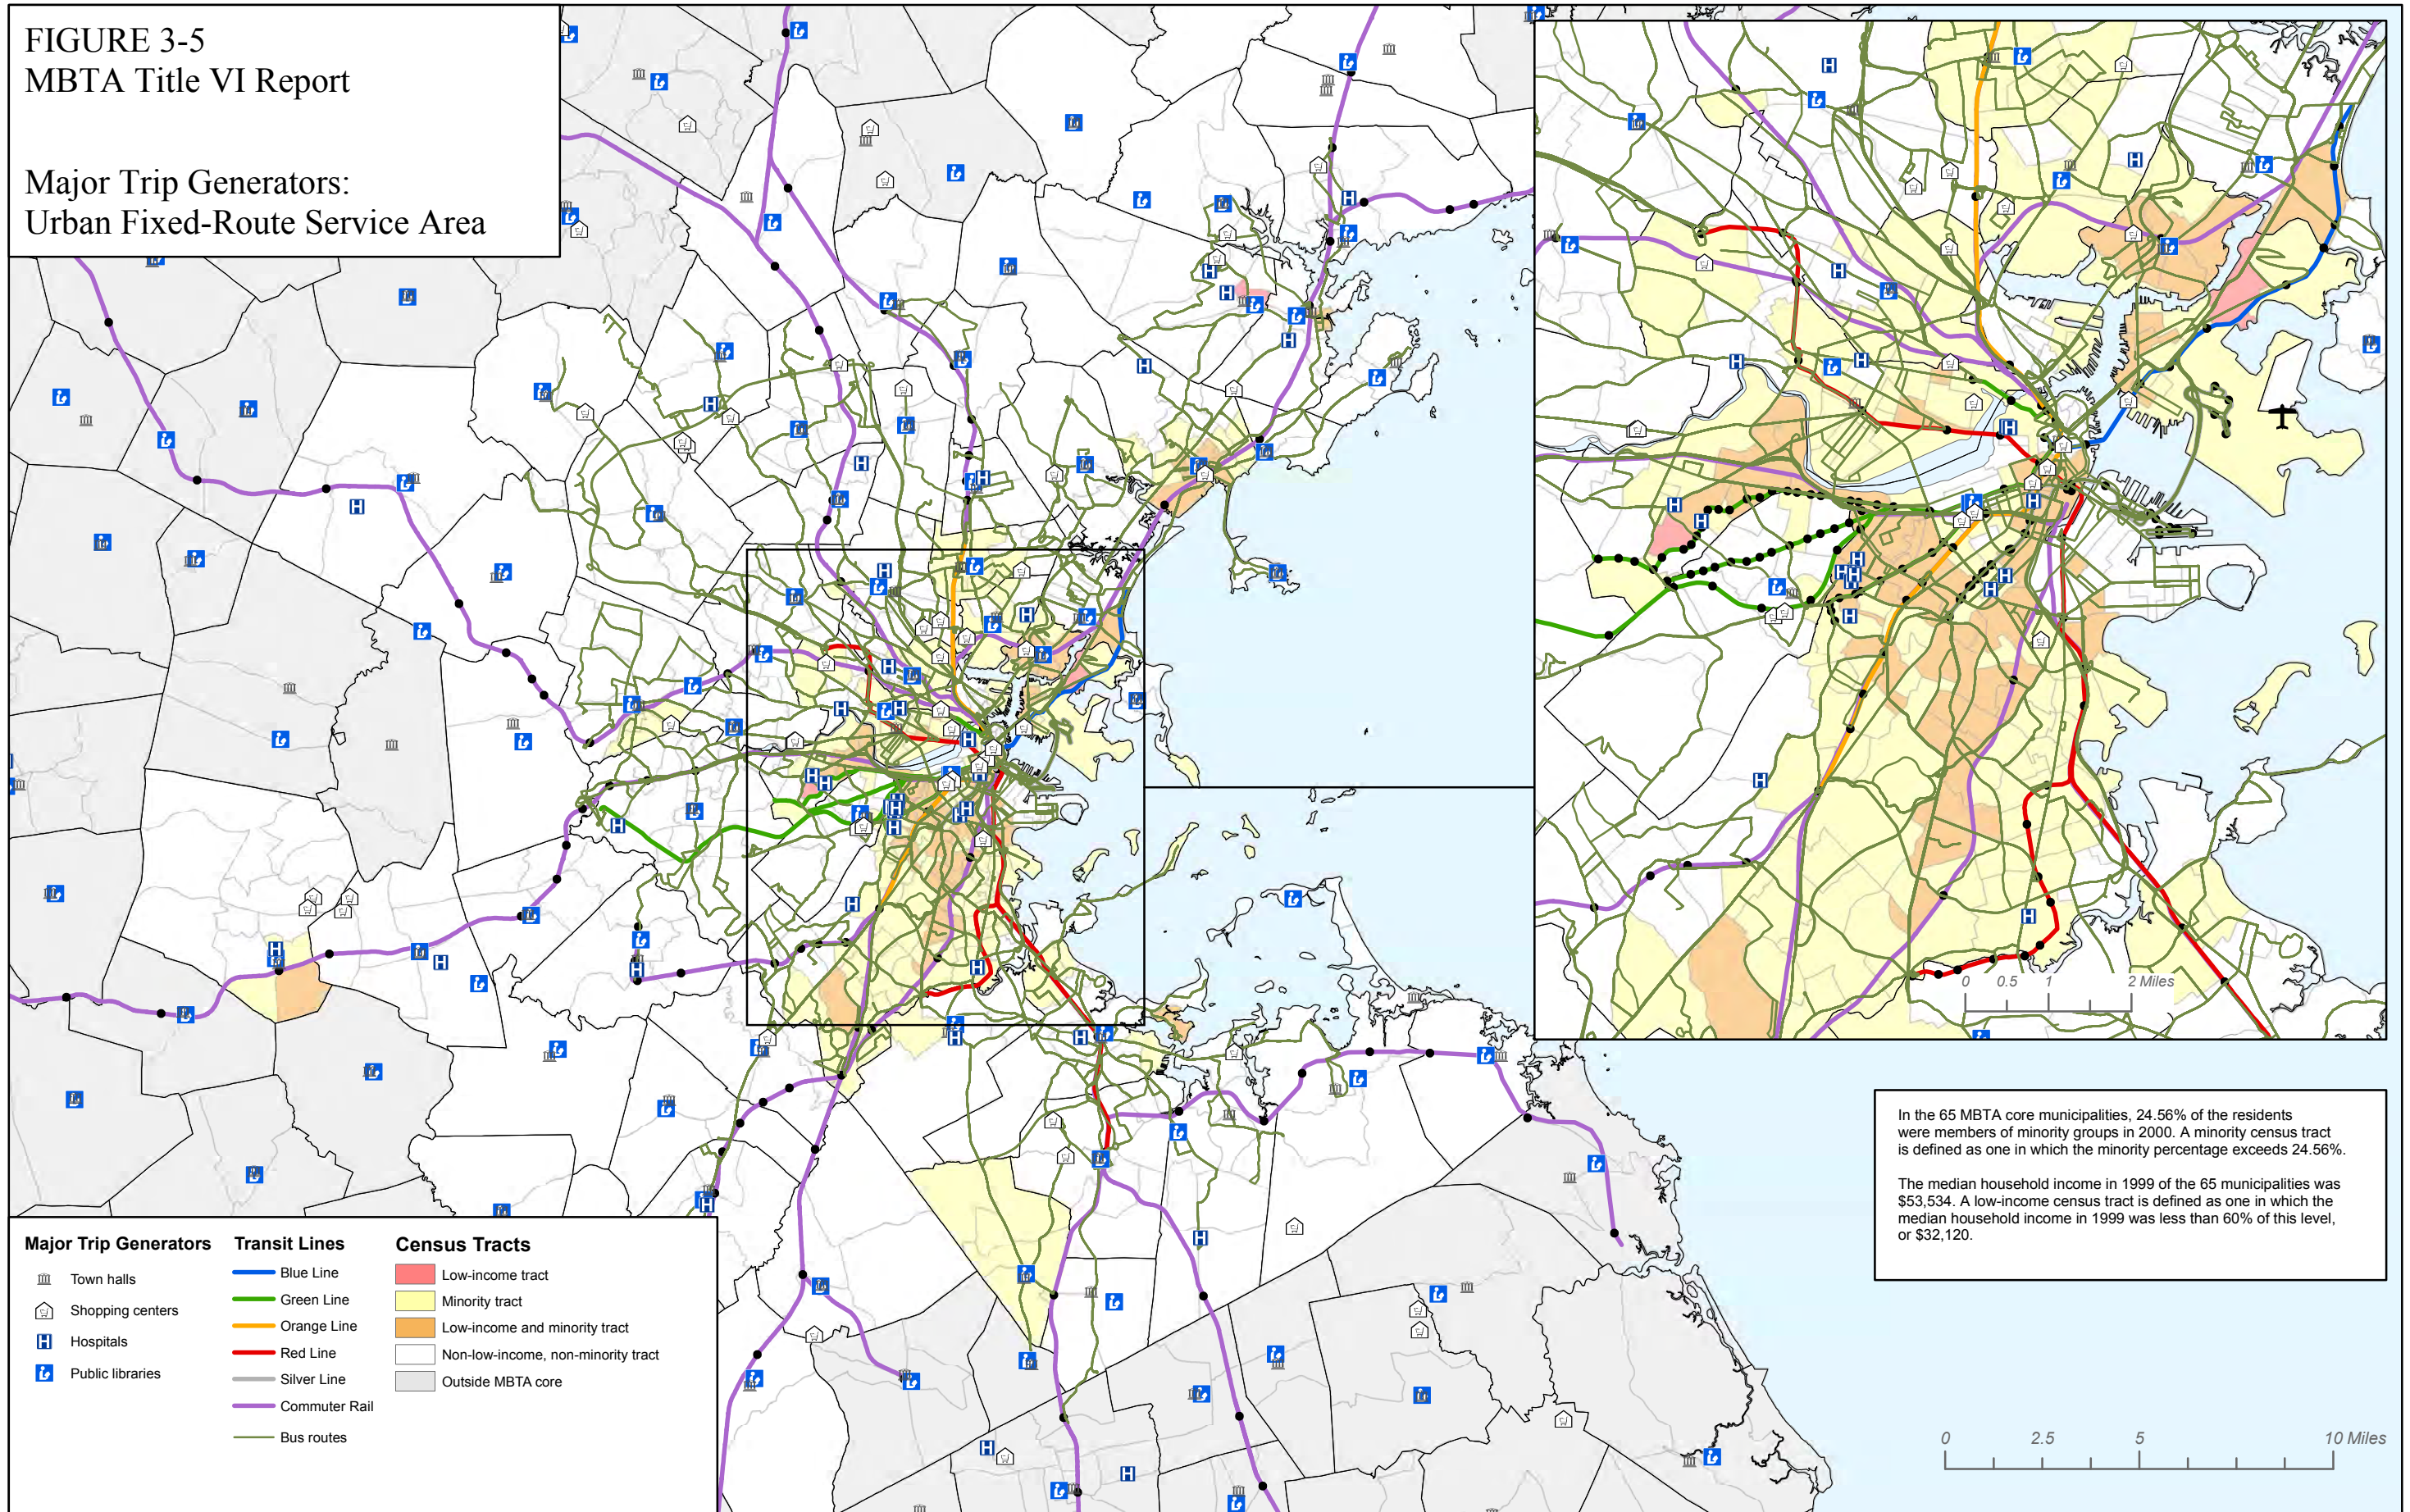 FIGURE 3-5
MBTA Title VI Report
Major Trip Generators:
Urban Fixed-Route Service Area
0 0.5 1 2 Miles
In the 65 MBTA core municipalities, 24.56% of the residents
were members of minority groups in 2000. A minority census tract
is defined as one in which the minority percentage exceeds 24.56%.
The median household income in 1999 of the 65 municipalities was
$53,534. A low-income census tract is defined as one in which the
median household income in 1999 was less than 60% of this level,
or $32,120.
Major Trip Generators
Town halls
Shopping centers
H Hospitals
Public libraries
Transit Lines
Blue Line
Green Line
Orange Line
Red Line
Silver Line
Commuter Rail
Bus routes
Census Tracts
Low-income tract
Minority tract
Low-income and minority tract
Non-low-income, non-minority tract
Outside MBTA core
0 2.5 5 10 Miles